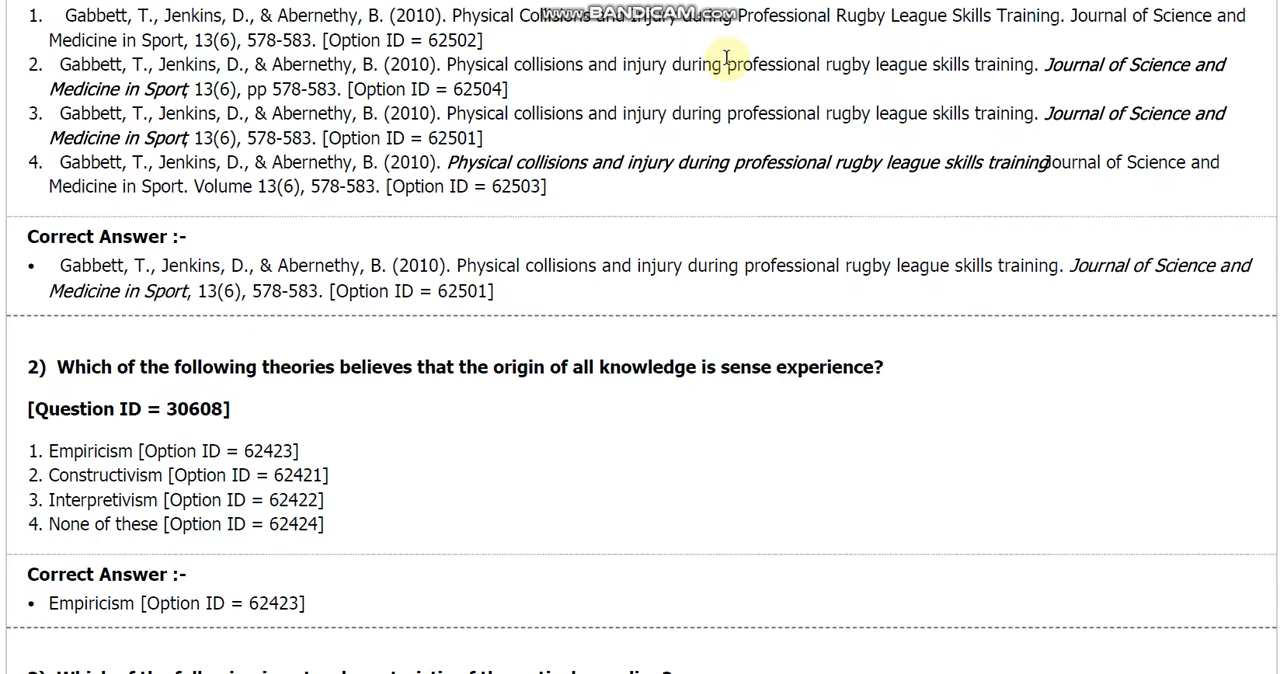 www.BANDICAM.com
1. Gabbett, T., Jenkins, D., & Abernethy, B. (2010). Physical Collisions and Injury during Professional Rugby League Skills Training. Journal of Science and
Medicine in Sport, 13(6), 578-583. [Option ID = 62502]
2. Gabbett, T., Jenkins, D., & Abernethy, B. (2010). Physical collisions and injury during professional rugby league skills training. Journal of Science and
Medicine in Sport, 13(6), pp 578-583. [Option ID = 62504]
3. Gabbett, T., Jenkins, D., & Abernethy, B. (2010). Physical collisions and injury during professional rugby league skills training. Journal of Science and
Medicine in Sport, 13(6), 578-583. [Option ID = 62501]
4. Gabbett, T., Jenkins, D., & Abernethy, B. (2010). Physical collisions and injury during professional rugby league skills training Journal of Science and
Medicine in Sport. Volume 13(6), 578-583. [Option ID = 62503]
Correct Answer :-
• Gabbett, T., Jenkins, D., & Abernethy, B. (2010). Physical collisions and injury during professional rugby league skills training. Journal of Science and
Medicine in Sport, 13(6), 578-583. [Option ID = 62501]
2) Which of the following theories believes that the origin of all knowledge is sense experience?
[Question ID = 30608]
1. Empiricism [Option ID = 62423]
2. Constructivism [Option ID = 62421]
3. Interpretivism [Option ID = 62422]
4. None of these [Option ID = 62424]
Correct Answer :-
• Empiricism [Option ID = 62423]